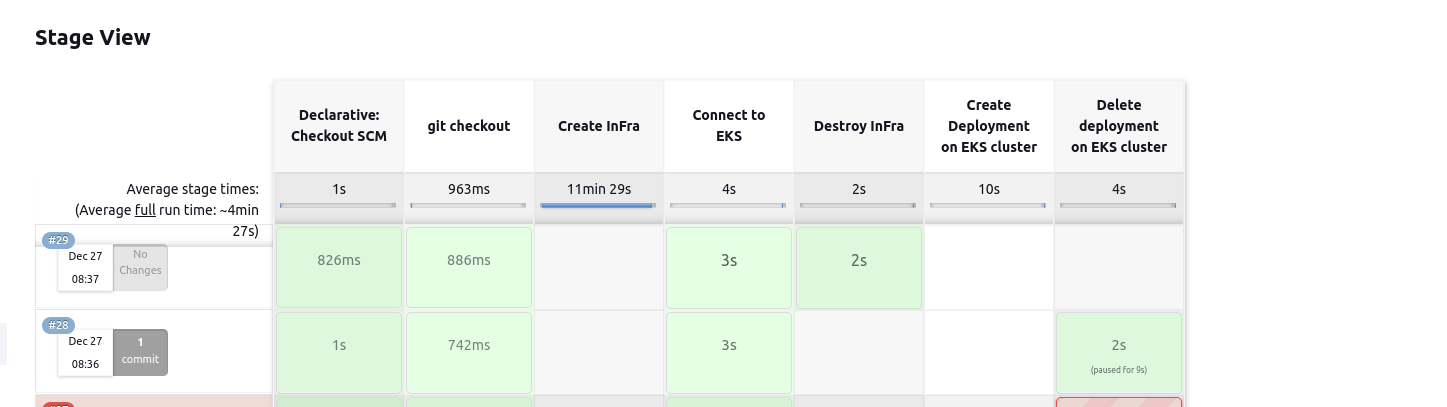 Stage View
Declarative:
Checkout SCM
git checkout
Create InFra
Connect to
EKS
Destroy InFra
Create
Deployment
on EKS cluster
Delete
deployment
on EKS cluster
Average stage times:
(Average full run time: ~4min
27s)
1s
963ms
11min 29s
4s
2s
10s
4s
#29
Dec 27
08:37
No
Changes
826ms
886ms
3s
2s
#28
Dec 27
08:36
1
commit
1s
742ms
3s
2s
(paused for 9s)